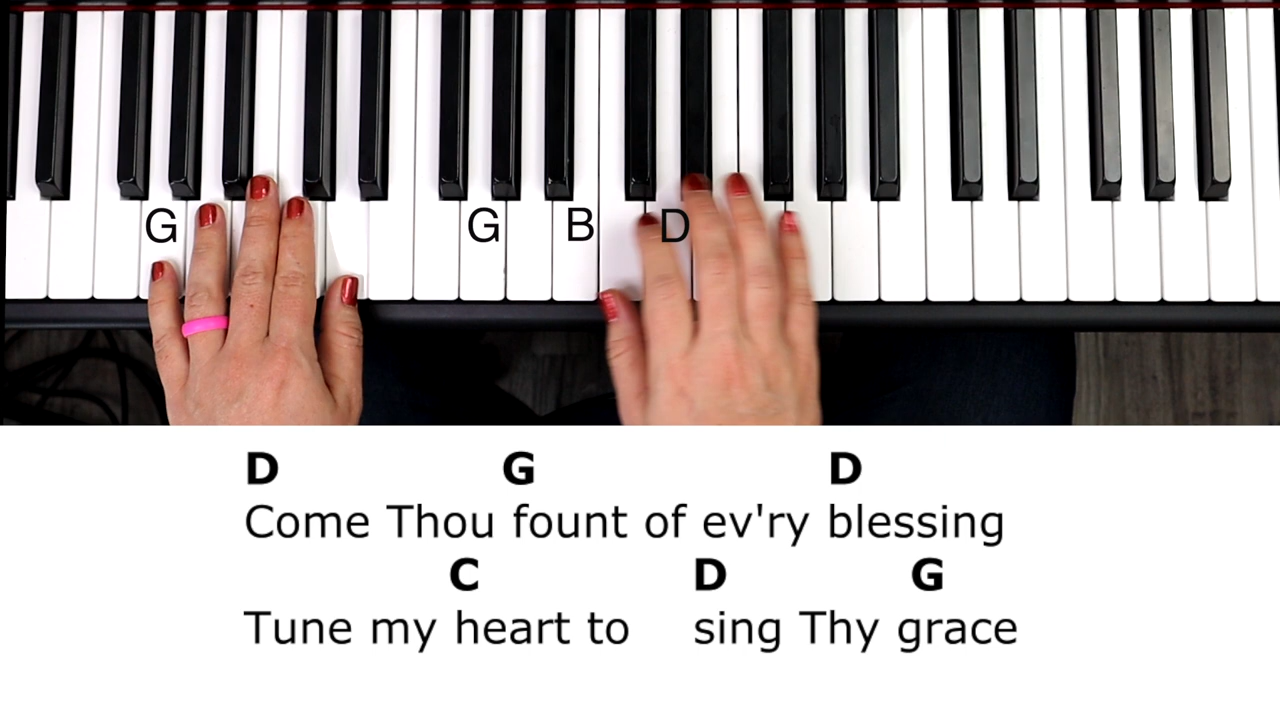 G G B D
D G D
Come Thou fount of ev'ry blessing
C D G
Tune my heart to sing Thy grace